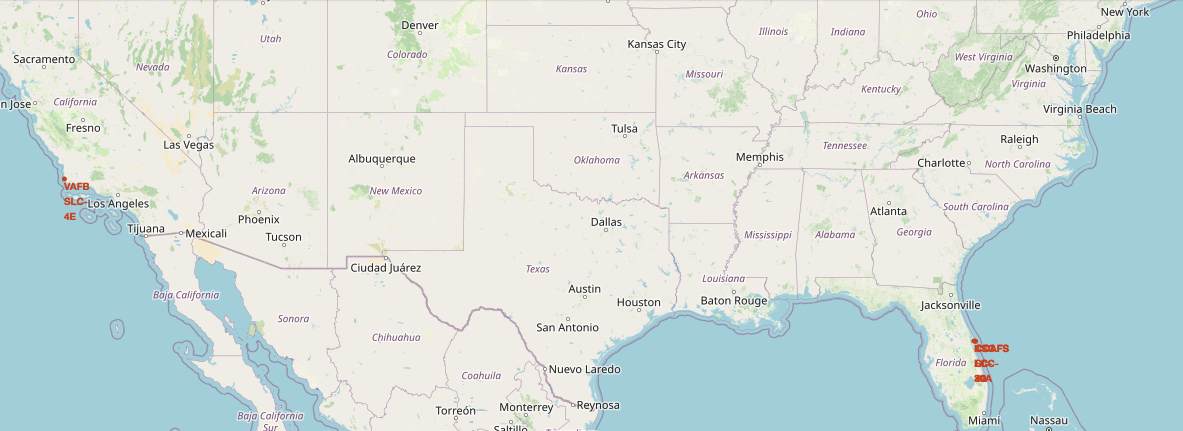 New York
Ohio
Denver
Utah
Illinois
Indiana
Philadelphia
Kansas City
Colorado
Sacramento
Nevada
Kansas
Missouri
West Virginia
Washington
Virginia
Kentucky
n Jose
California
Virginia Beach
Fresno
Tulsa
Las Vegas
Raleigh
Tennessee
Albuquerque
Oklahoma
Memphis
Charlotte
North Carolina
Arkansas
VAFB
SLC-
4E
Arizona
New Mexico
Los Angeles
South Carolina
Atlanta
Phoenix
Dallas
Tijuana
Mexicali
Tucson
Mississippi
Alabama
Georgia
Ciudad Juárez
Texas
Louisiana
Baja California
Austin
Houston
Baton Rouge
Jacksonville
Sonora
San Antonio
Chihuahua
Florida
Nuevo Laredo
Coahuila
Torreón
Monterrey
Reynosa
Baja California
Sur
Saltillo
Miami
Nassau